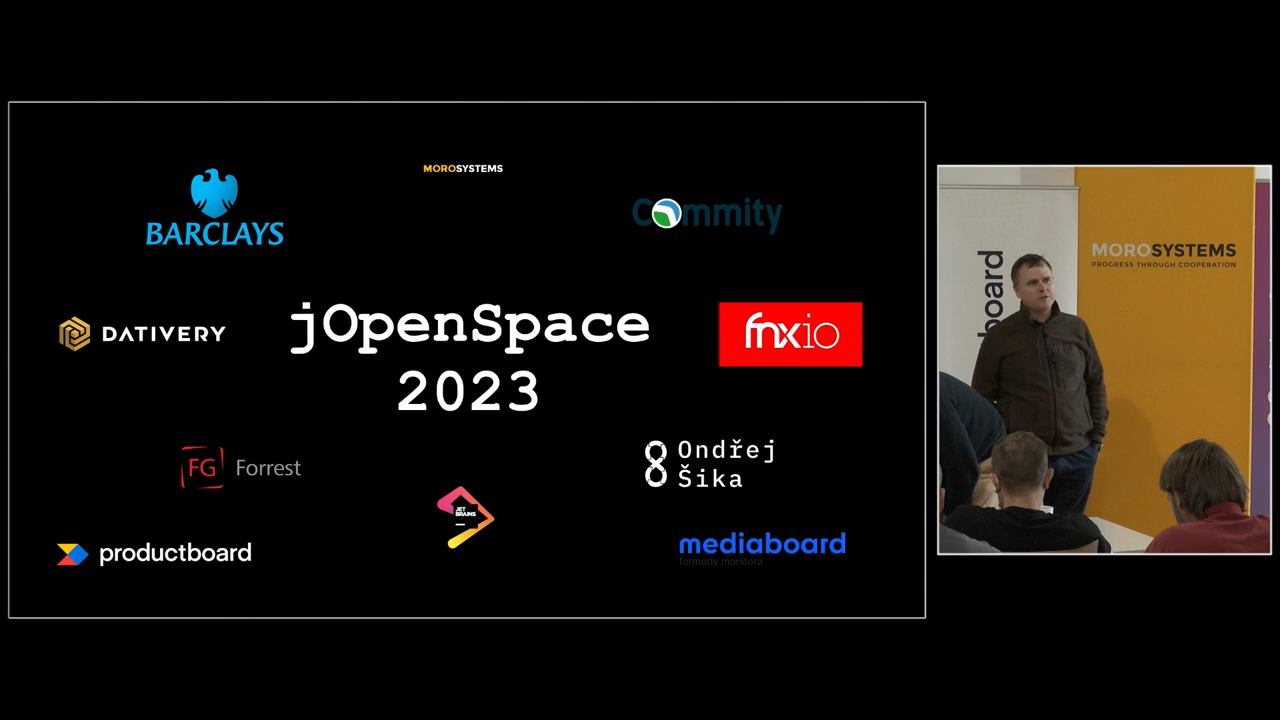 BARCLAYS
MOROSYSTEMS
Commity
DATIVERY
jOpenSpace
2023
fnxio
FG Forrest
Ondřej
Šika
JET
BRAINS
productboard
mediaboard
formerly monitora
board
MOROSYSTEMS
PROGRESS THROUGH COOPERATION